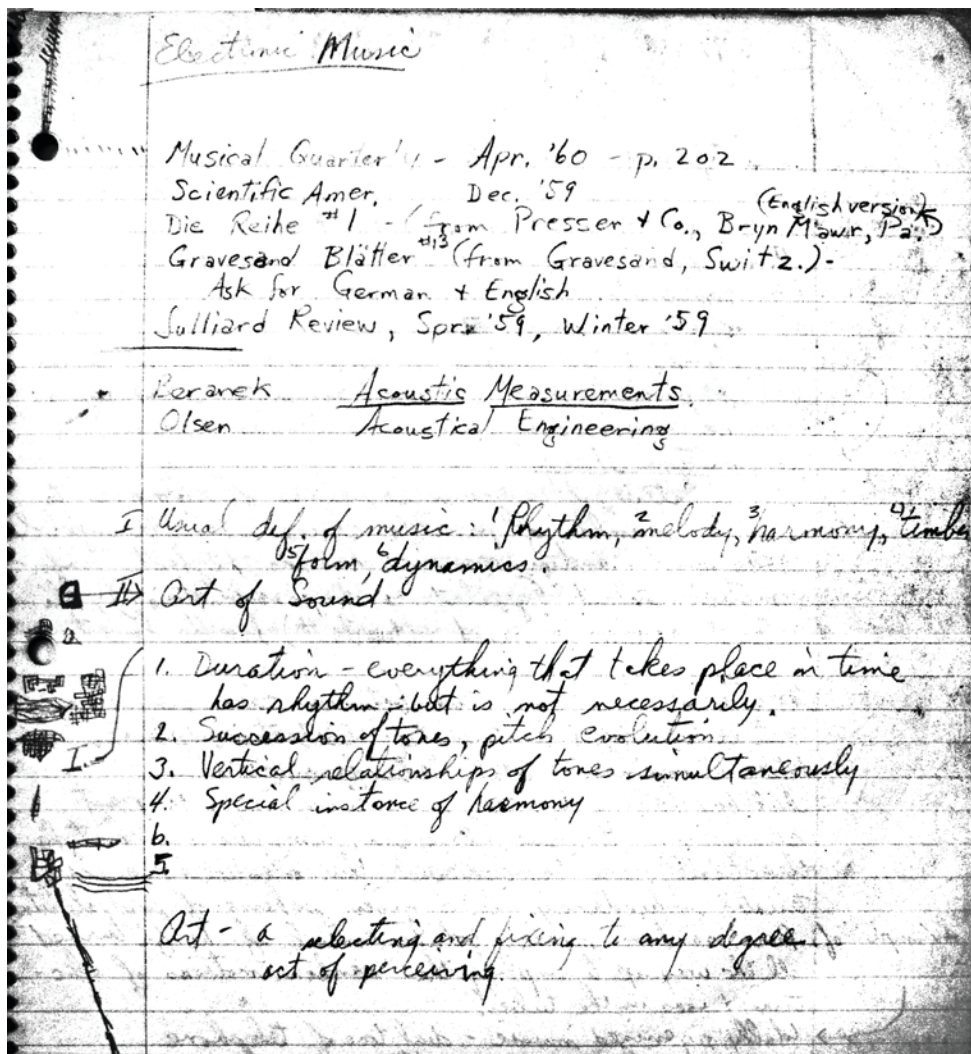 Electronic Music
Musical Quarterly - Apr. '60 - p. 202
Scientific Amer. Dec. '59
(English version)
Die Reihe #1 - (from Presser & Co., Bryn Mawr, Pa.)
Gravesand Blätter #13 (from Gravesand, Switz.) -
Ask for German & English
Julliard Review, Spr. '59, Winter '59
Beranek Acoustic Measurements
Olsen Acoustical Engineering
I Usual def. of music: 1 Rhythm, 2 melody, 3 harmony, 4 timbe
5 form, 6 dynamics.
II Art of Sound
1. Duration - everything that takes place in time
has rhythm - but is not necessarily.
2. Succession of tones, pitch evolution
I. 3. Vertical relationships of tones simultaneously
4. Special instance of harmony
6.
5.
Art - a selecting and fixing to any degree
act of perceiving.